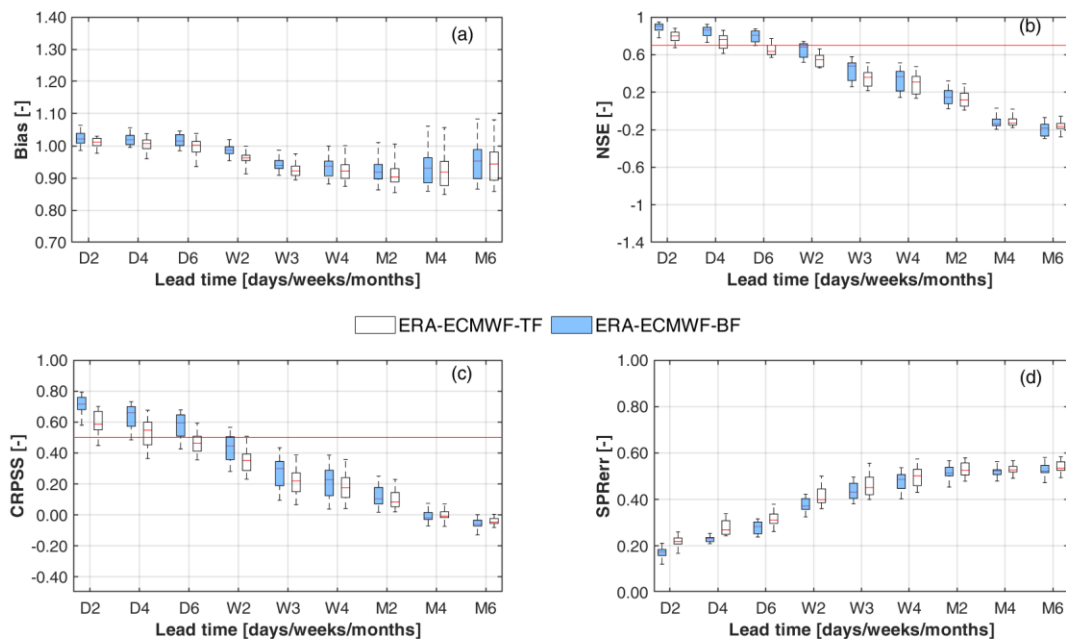 (a)
Bias [-]
1.40
1.30
1.20
1.10
1.00
0.90
0.80
0.70
D2 D4 D6 W2 W3 W4 M2 M4 M6
Lead time [days/weeks/months]
(b)
NSE [-]
1
0.6
0.2
-0.2
-0.6
-1
-1.4
D2 D4 D6 W2 W3 W4 M2 M4 M6
Lead time [days/weeks/months]
ERA-ECMWF-TF ERA-ECMWF-BF
(c)
CRPSS [-]
1.00
0.80
0.60
0.40
0.20
0.00
-0.20
-0.40
D2 D4 D6 W2 W3 W4 M2 M4 M6
Lead time [days/weeks/months]
(d)
SPRerr [-]
1.00
0.80
0.60
0.40
0.20
0.00
D2 D4 D6 W2 W3 W4 M2 M4 M6
Lead time [days/weeks/months]